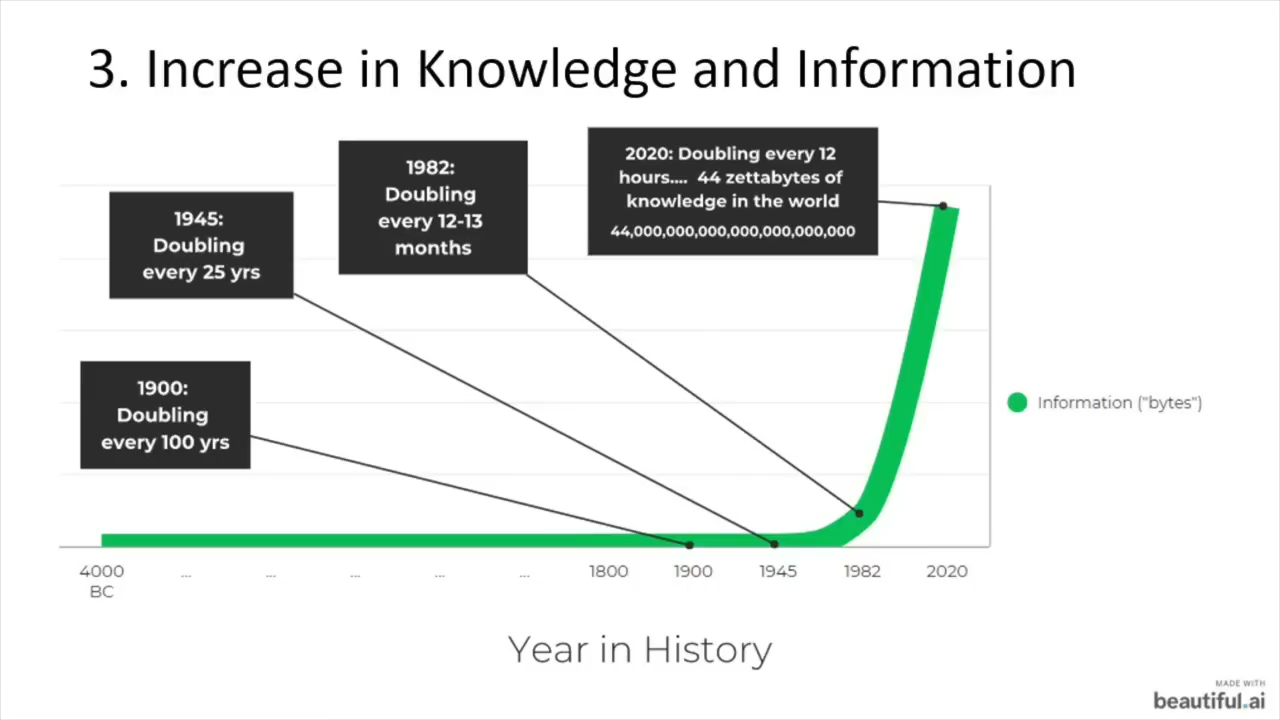 3. Increase in Knowledge and Information
2020: Doubling every 12
hours.... 44 zettabytes of
knowledge in the world
44,000,000,000,000,000,000,000
1982:
Doubling
every 12-13
months
1945:
Doubling
every 25 yrs
1900:
Doubling
every 100 yrs
Information ("bytes")
4000
BC
...
...
...
...
...
1800
1900
1945
1982
2020
Year in History
MADE WITH
beautiful.ai